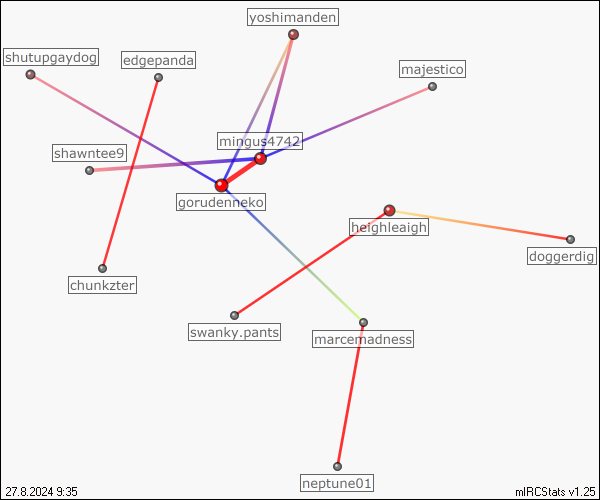 yoshimanden
shutupgaydog
edgepanda
majestico
mingus4742
shawntee9
gorudenneko
heighleaigh
doggerdig
chunkzter
swanky.pants
marcemadness
neptune01
27.8.2024 9:35
mIRCStats v1.25